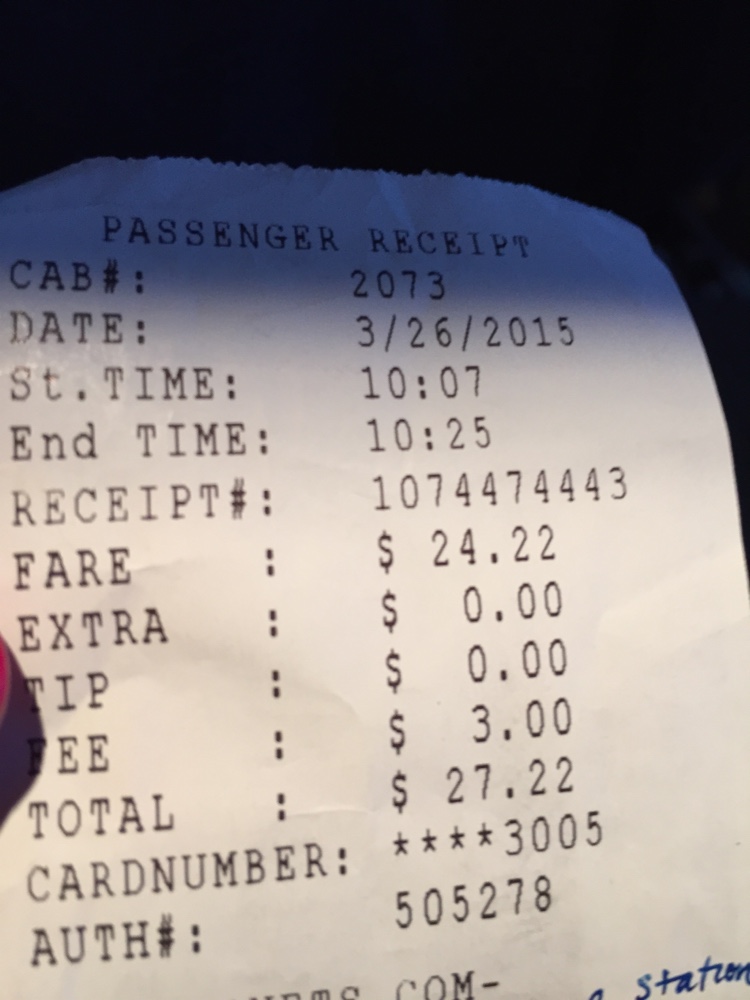 PASSENGER RECEIPT
CAB#: 2073
DATE: 3/26/2015
St.TIME: 10:07
End TIME: 10:25
RECEIPT#: 1074474443
FARE : $ 24.22
EXTRA : $ 0.00
TIP : $ 0.00
FEE : $ 3.00
TOTAL : $ 27.22
CARDNUMBER: ****3005
AUTH#: 505278
COM-
station